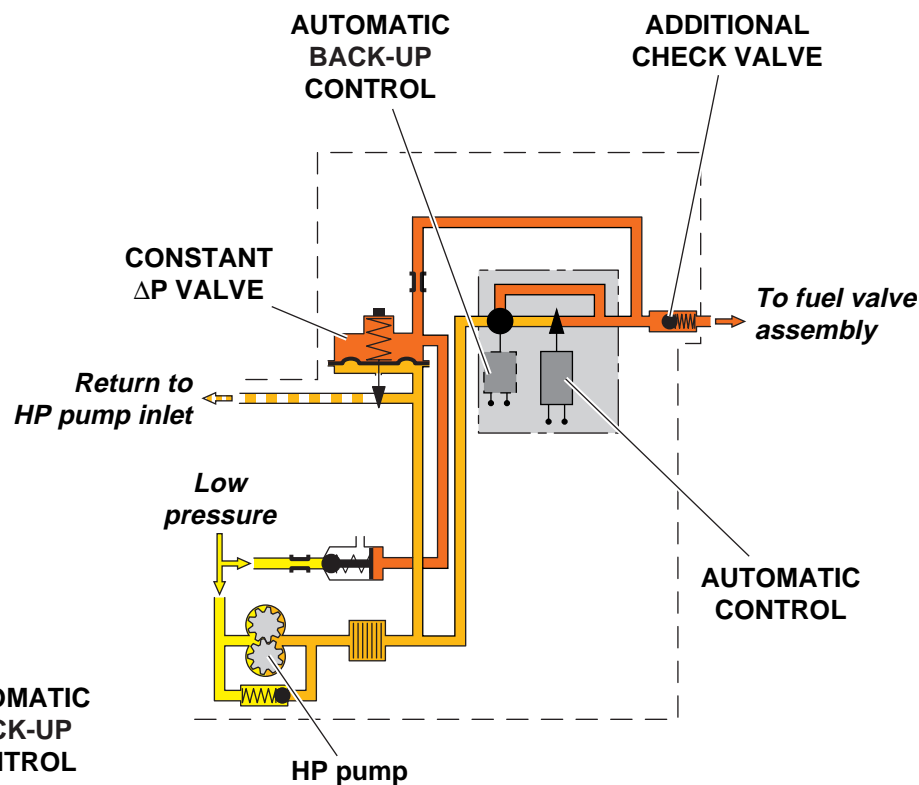 AUTOMATIC
BACK-UP
CONTROL
ADDITIONAL
CHECK VALVE
CONSTANT
ΔP VALVE
To fuel valve
assembly
Return to
HP pump inlet
Low
pressure
AUTOMATIC
CONTROL
OMATIC
CK-UP
NTROL
HP pump